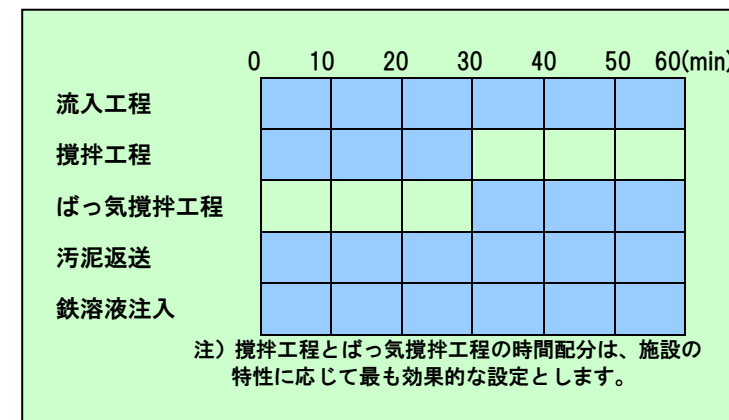 0 10 20 30 40 50 60(min)
流入工程
撹拌工程
ばっ気撹拌工程
汚泥返送
鉄溶液注入
注）撹拌工程とばっ気撹拌工程の時間配分は、施設の
特性に応じて最も効果的な設定とします。